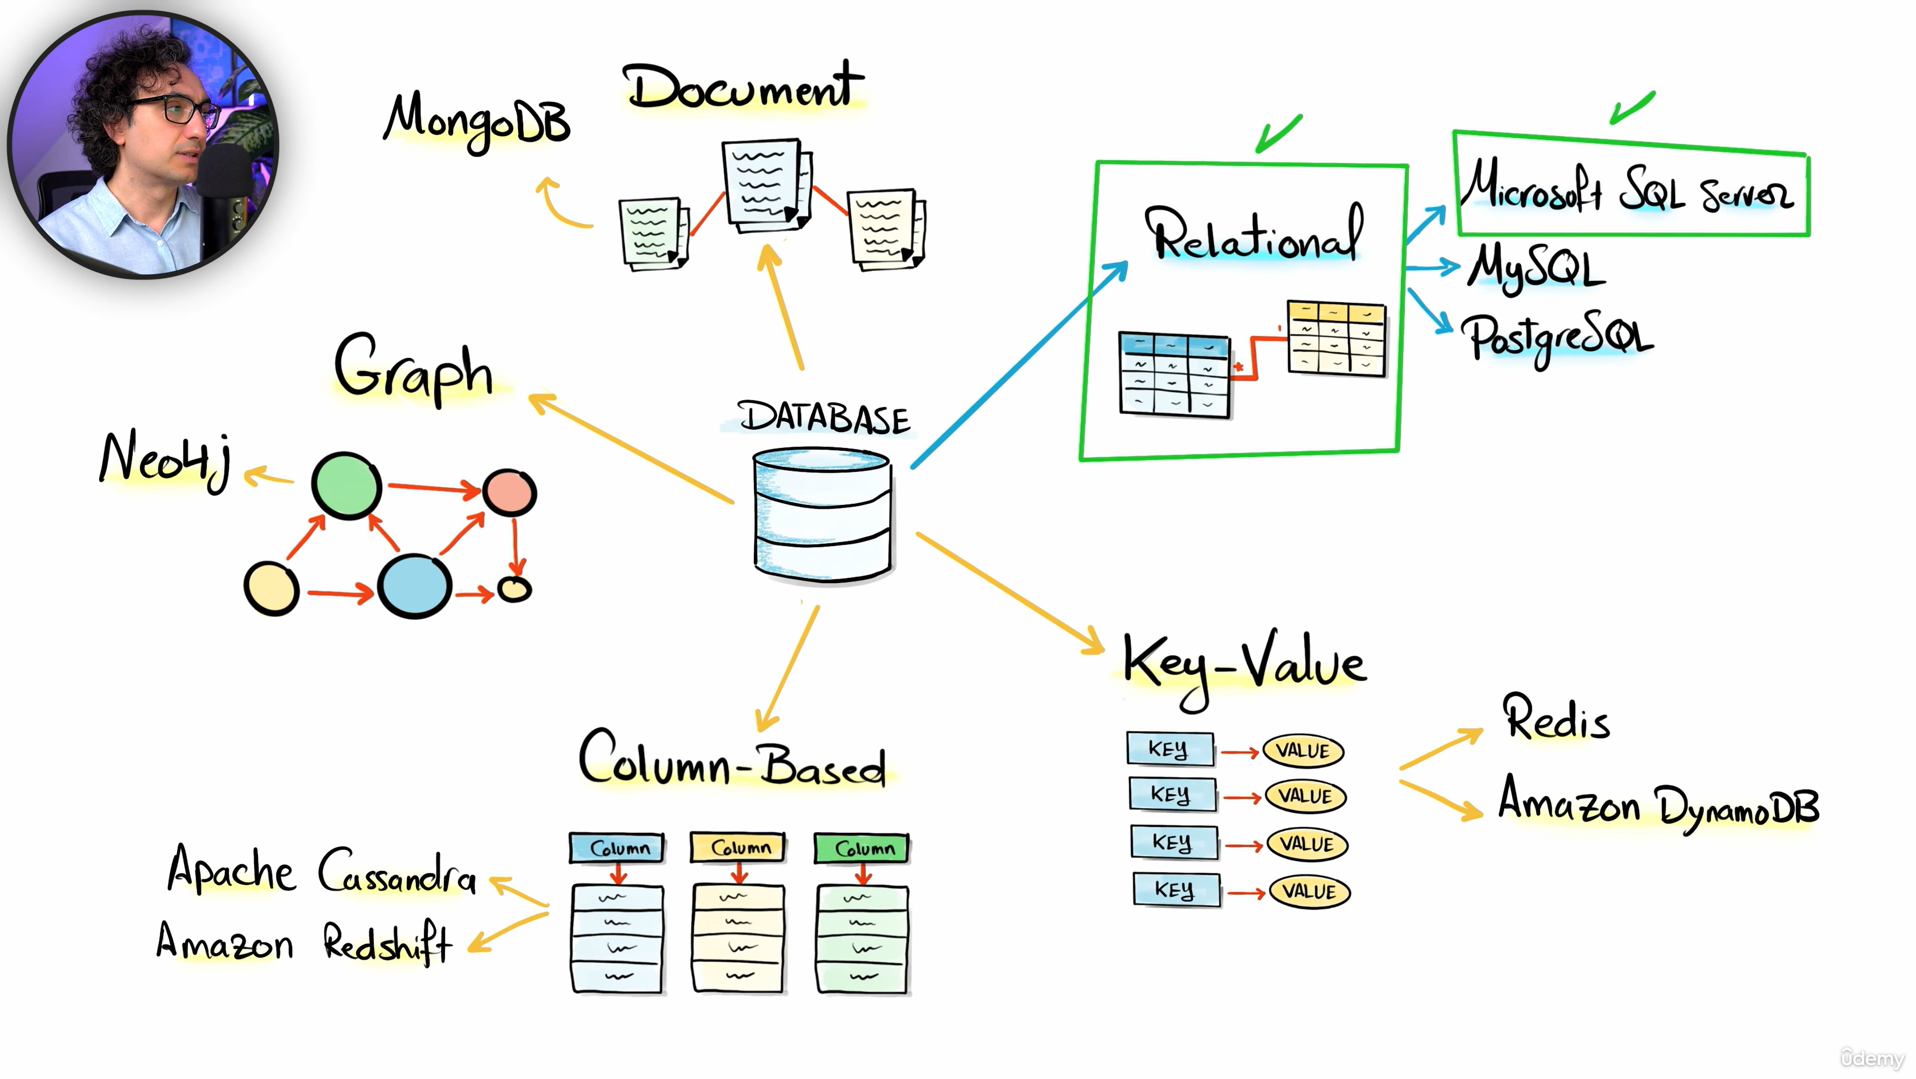 Document
MongoDB
Microsoft SQL Server
Relational
MySQL
PostgreSQL
Graph
DATABASE
Neo4j
Key-Value
Redis
Column-Based
KEY VALUE
KEY VALUE
Amazon DynamoDB
KEY VALUE
KEY VALUE
Column Column Column
Apache Cassandra
Amazon Redshift
ûdemy